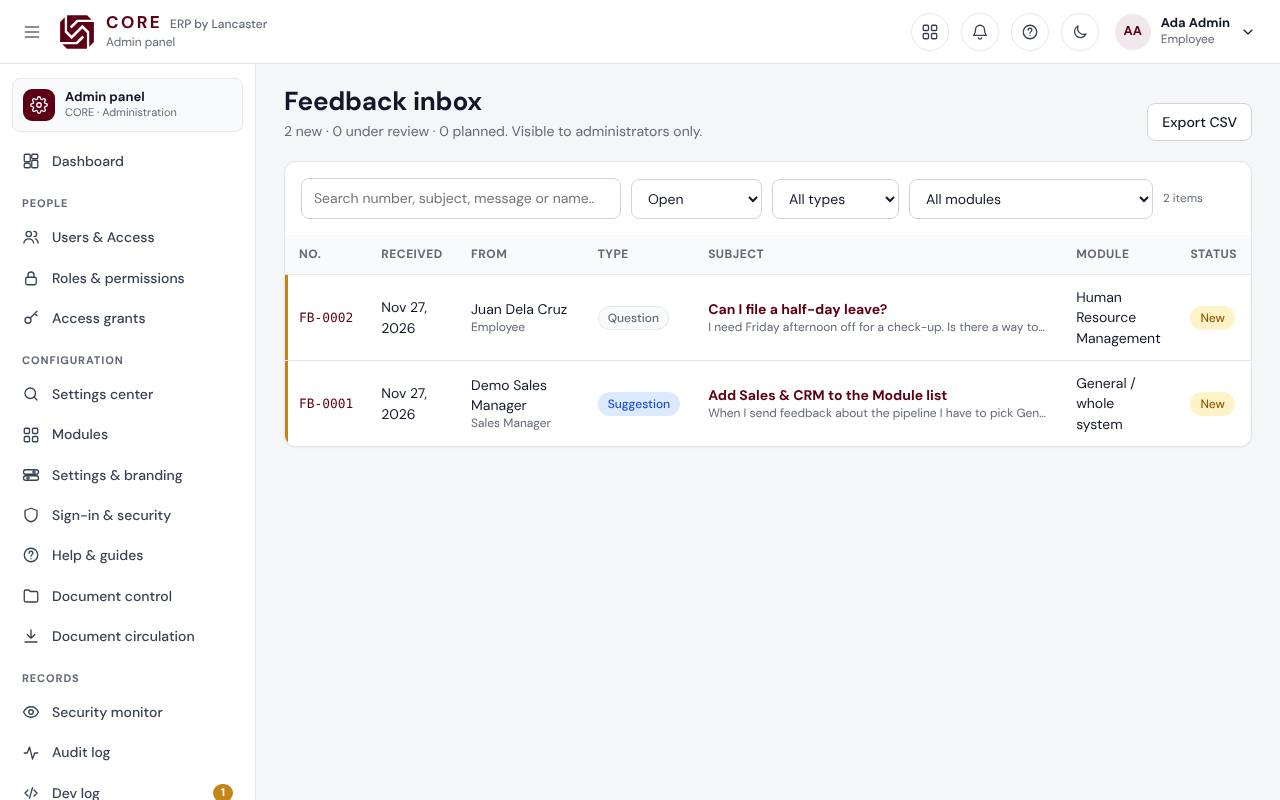 CORE ERP by Lancaster
Admin panel
AA
Ada Admin
Employee
Admin panel
CORE · Administration
Dashboard
PEOPLE
Users & Access
Roles & permissions
Access grants
CONFIGURATION
Settings center
Modules
Settings & branding
Sign-in & security
Help & guides
Document control
Document circulation
RECORDS
Security monitor
Audit log
Dev log 1
Feedback inbox
2 new · 0 under review · 0 planned. Visible to administrators only.
Export CSV
Search number, subject, message or name..
Open
All types
All modules
2 items
NO. RECEIVED FROM TYPE SUBJECT MODULE STATUS
FB-0002
Nov 27,
2026
Juan Dela Cruz
Employee
Question
Can I file a half-day leave?
I need Friday afternoon off for a check-up. Is there a way to...
Human
Resource
Management
New
FB-0001
Nov 27,
2026
Demo Sales
Manager
Sales Manager
Suggestion
Add Sales & CRM to the Module list
When I send feedback about the pipeline I have to pick Gen...
General /
whole
system
New